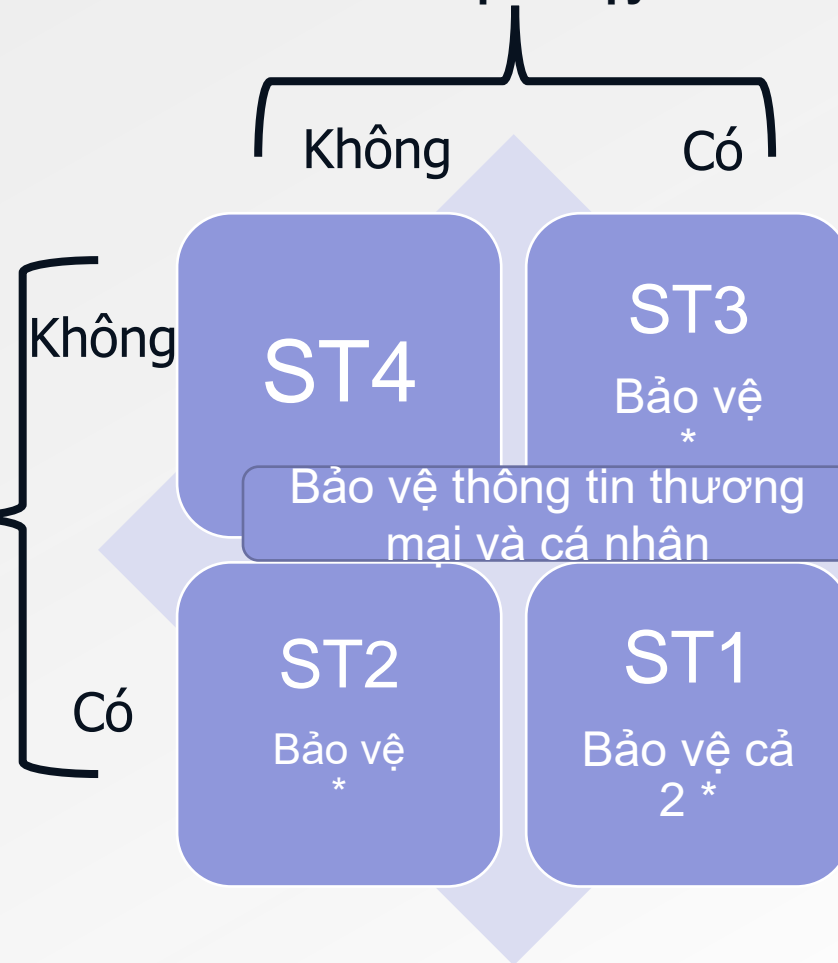 Không
Có
Không
ST4
ST3
Bảo vệ
*
Bảo vệ thông tin thương
mại và cá nhân
Có
ST2
Bảo vệ
*
ST1
Bảo vệ cả
2 *